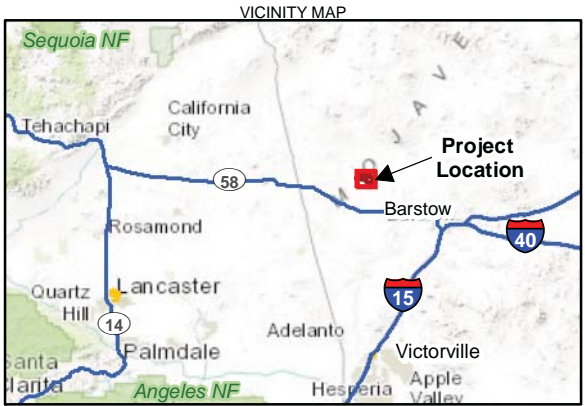 VICINITY MAP
Sequoia NF
M O J A V E
California
City
Tehachapi
Project
Location
58
Barstow
Rosamond
40
Lancaster
Quartz
Hill
15
14
Adelanto
Palmdale
Victorville
Santa
Clarita
Angeles NF
Hesperia
Apple
Valley